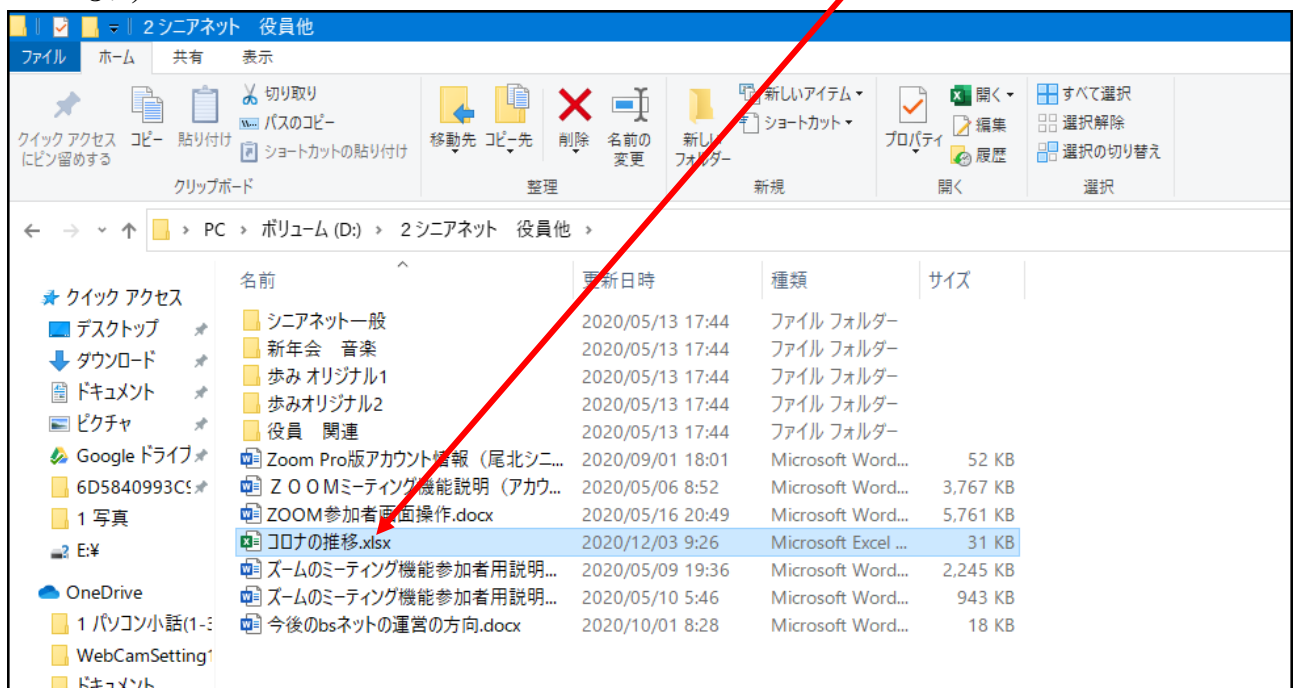 2 シニアネット　役員他
ファイル ホーム 共有 表示
クイック アクセス
にピン留めする
コピー 貼り付け
切り取り
パスのコピー
ショートカットの貼り付け
移動先 コピー先 削除 名前の
変更
新しい
フォルダー
新しいアイテム
ショートカット
プロパティ
開く
編集
履歴
すべて選択
選択解除
選択の切り替え
クリップボード 整理 新規 開く 選択
PC › ボリューム (D:) › 2 シニアネット　役員他 ›
名前 更新日時 種類 サイズ
クイック アクセス
デスクトップ
ダウンロード
ドキュメント
ピクチャ
Google ドライブ
6D5840993C
1 写真
E:¥
OneDrive
1 パソコン小話(1-
WebCamSetting
ドキュメント
シニアネット一般 2020/05/13 17:44 ファイル フォルダー
新年会　音楽 2020/05/13 17:44 ファイル フォルダー
歩み オリジナル1 2020/05/13 17:44 ファイル フォルダー
歩みオリジナル2 2020/05/13 17:44 ファイル フォルダー
役員　関連 2020/05/13 17:44 ファイル フォルダー
Zoom Pro版アカウント情報（尾北シニ... 2020/09/01 18:01 Microsoft Word... 52 KB
ＺＯＯＭミーティング機能説明（アカウ... 2020/05/06 8:52 Microsoft Word... 3,767 KB
ZOOM参加者画面操作.docx 2020/05/16 20:49 Microsoft Word... 5,761 KB
コロナの推移.xlsx 2020/12/03 9:26 Microsoft Excel ... 31 KB
ズームのミーティング機能参加者用説明... 2020/05/09 19:36 Microsoft Word... 2,245 KB
ズームのミーティング機能参加者用説明... 2020/05/10 5:46 Microsoft Word... 943 KB
今後のbsネットの運営の方向.docx 2020/10/01 8:28 Microsoft Word... 18 KB